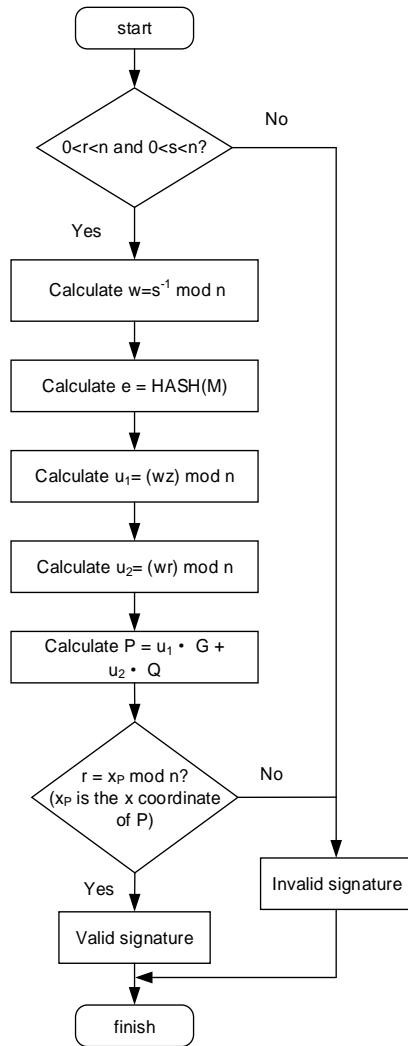 start
No
0<r<n and 0<s<n?
Yes
Calculate w=s⁻¹ mod n
Calculate e = HASH(M)
Calculate u₁= (wz) mod n
Calculate u₂= (wr) mod n
Calculate P = u₁・ G +
u₂・ Q
r = xₚ mod n?
(xₚ is the x coordinate
of P)
No
Yes
Invalid signature
Valid signature
finish